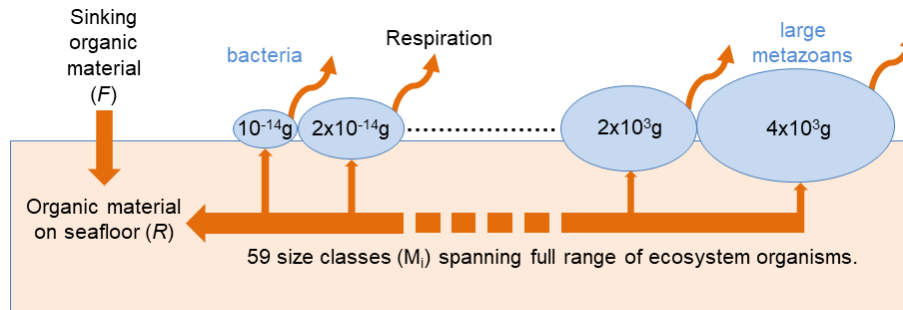 Sinking
organic
material
(F)
bacteria
Respiration
large
metazoans
10⁻¹⁴g
2x10⁻¹⁴g
2x10³g
4x10³g
Organic material
on seafloor (R)
59 size classes (Mᵢ) spanning full range of ecosystem organisms.